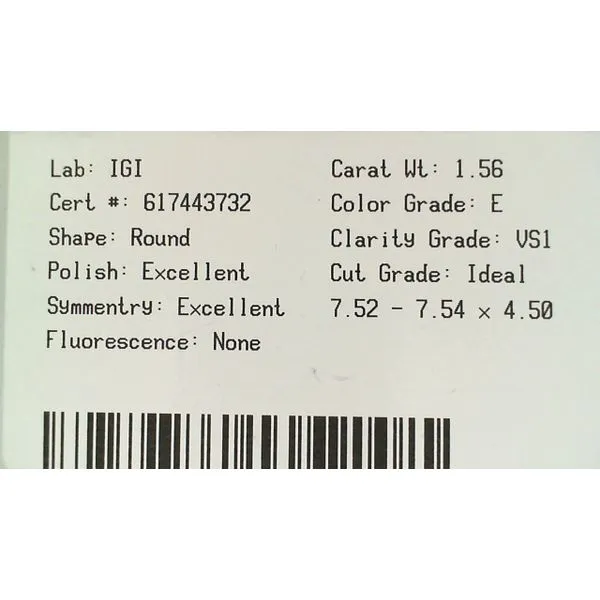 Lab: IGI
Cert #: 617443732
Shape: Round
Polish: Excellent
Symmentry: Excellent
Fluorescence: None
Carat Wt: 1.56
Color Grade: E
Clarity Grade: VS1
Cut Grade: Ideal
7.52 - 7.54 x 4.50